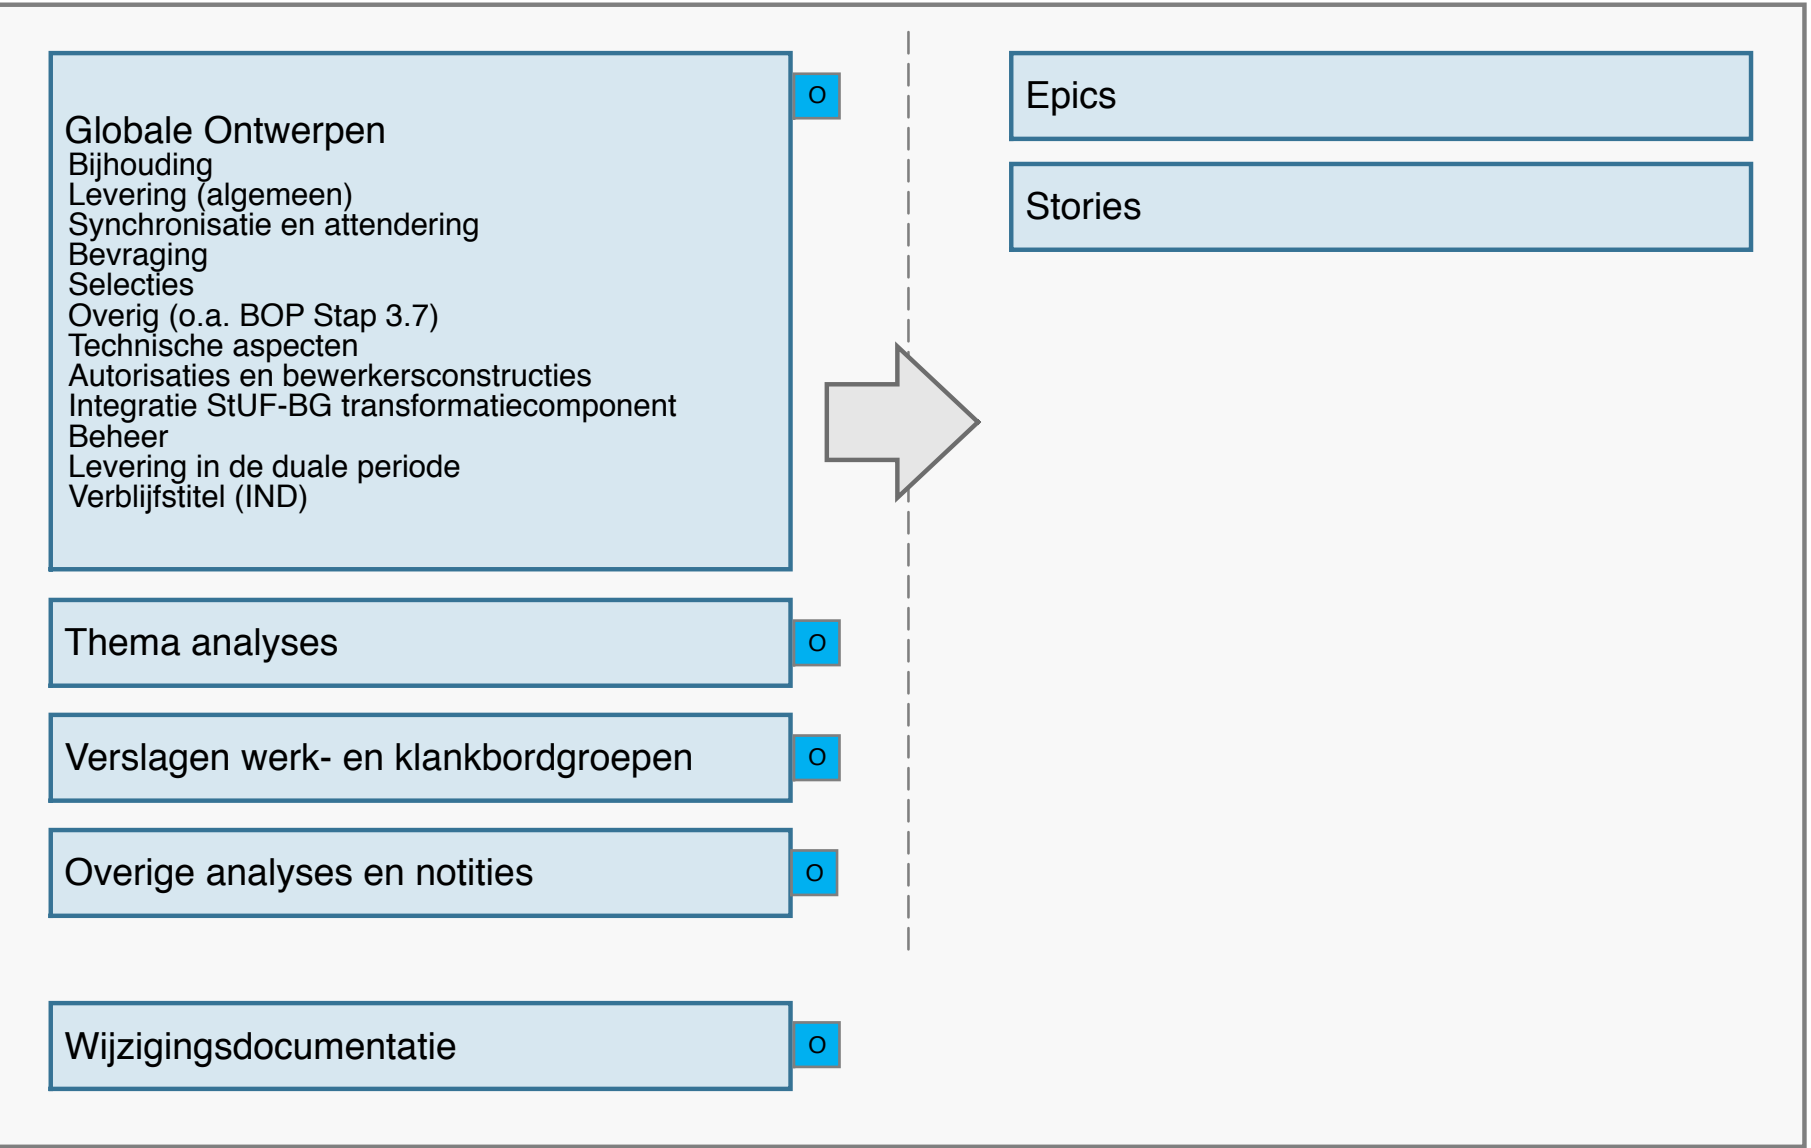 Globale Ontwerpen
Bijhouding
Levering (algemeen)
Synchronisatie en attendering
Bevraging
Selecties
Overig (o.a. BOP Stap 3.7)
Technische aspecten
Autorisaties en bewerkersconstructies
Integratie StUF-BG transformatiecomponent
Beheer
Levering in de duale periode
Verblijfstitel (IND)
O
Thema analyses
O
Verslagen werk- en klankbordgroepen
O
Overige analyses en notities
O
Wijzigingsdocumentatie
O
Epics
Stories